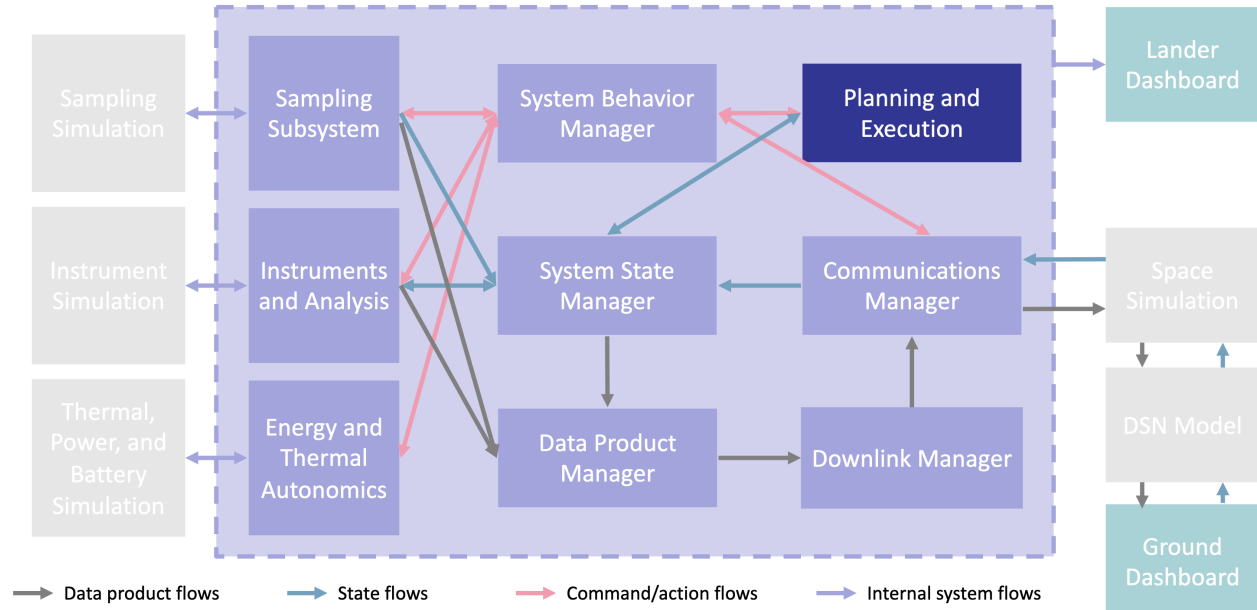 Sampling
Simulation
Sampling
Subsystem
System Behavior
Manager
Planning and
Execution
Lander
Dashboard
Instrument
Simulation
Instruments
and Analysis
System State
Manager
Communications
Manager
Space
Simulation
Thermal,
Power, and
Battery
Simulation
Energy and
Thermal
Autonomics
Data Product
Manager
Downlink Manager
DSN Model
Ground
Dashboard
Data product flows
State flows
Command/action flows
Internal system flows